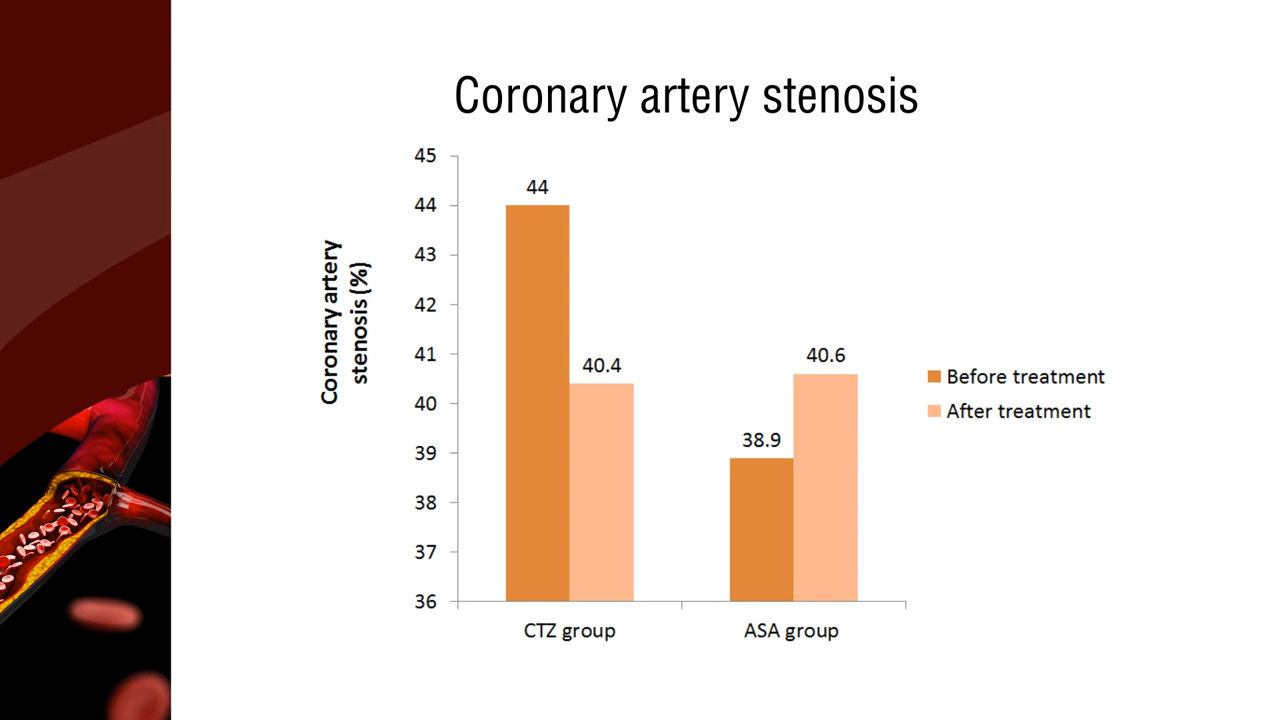 Coronary artery stenosis
Coronary artery
stenosis (%)
45
44
43
42
41
40
39
38
37
36
44
40.4
38.9
40.6
CTZ group
ASA group
Before treatment
After treatment